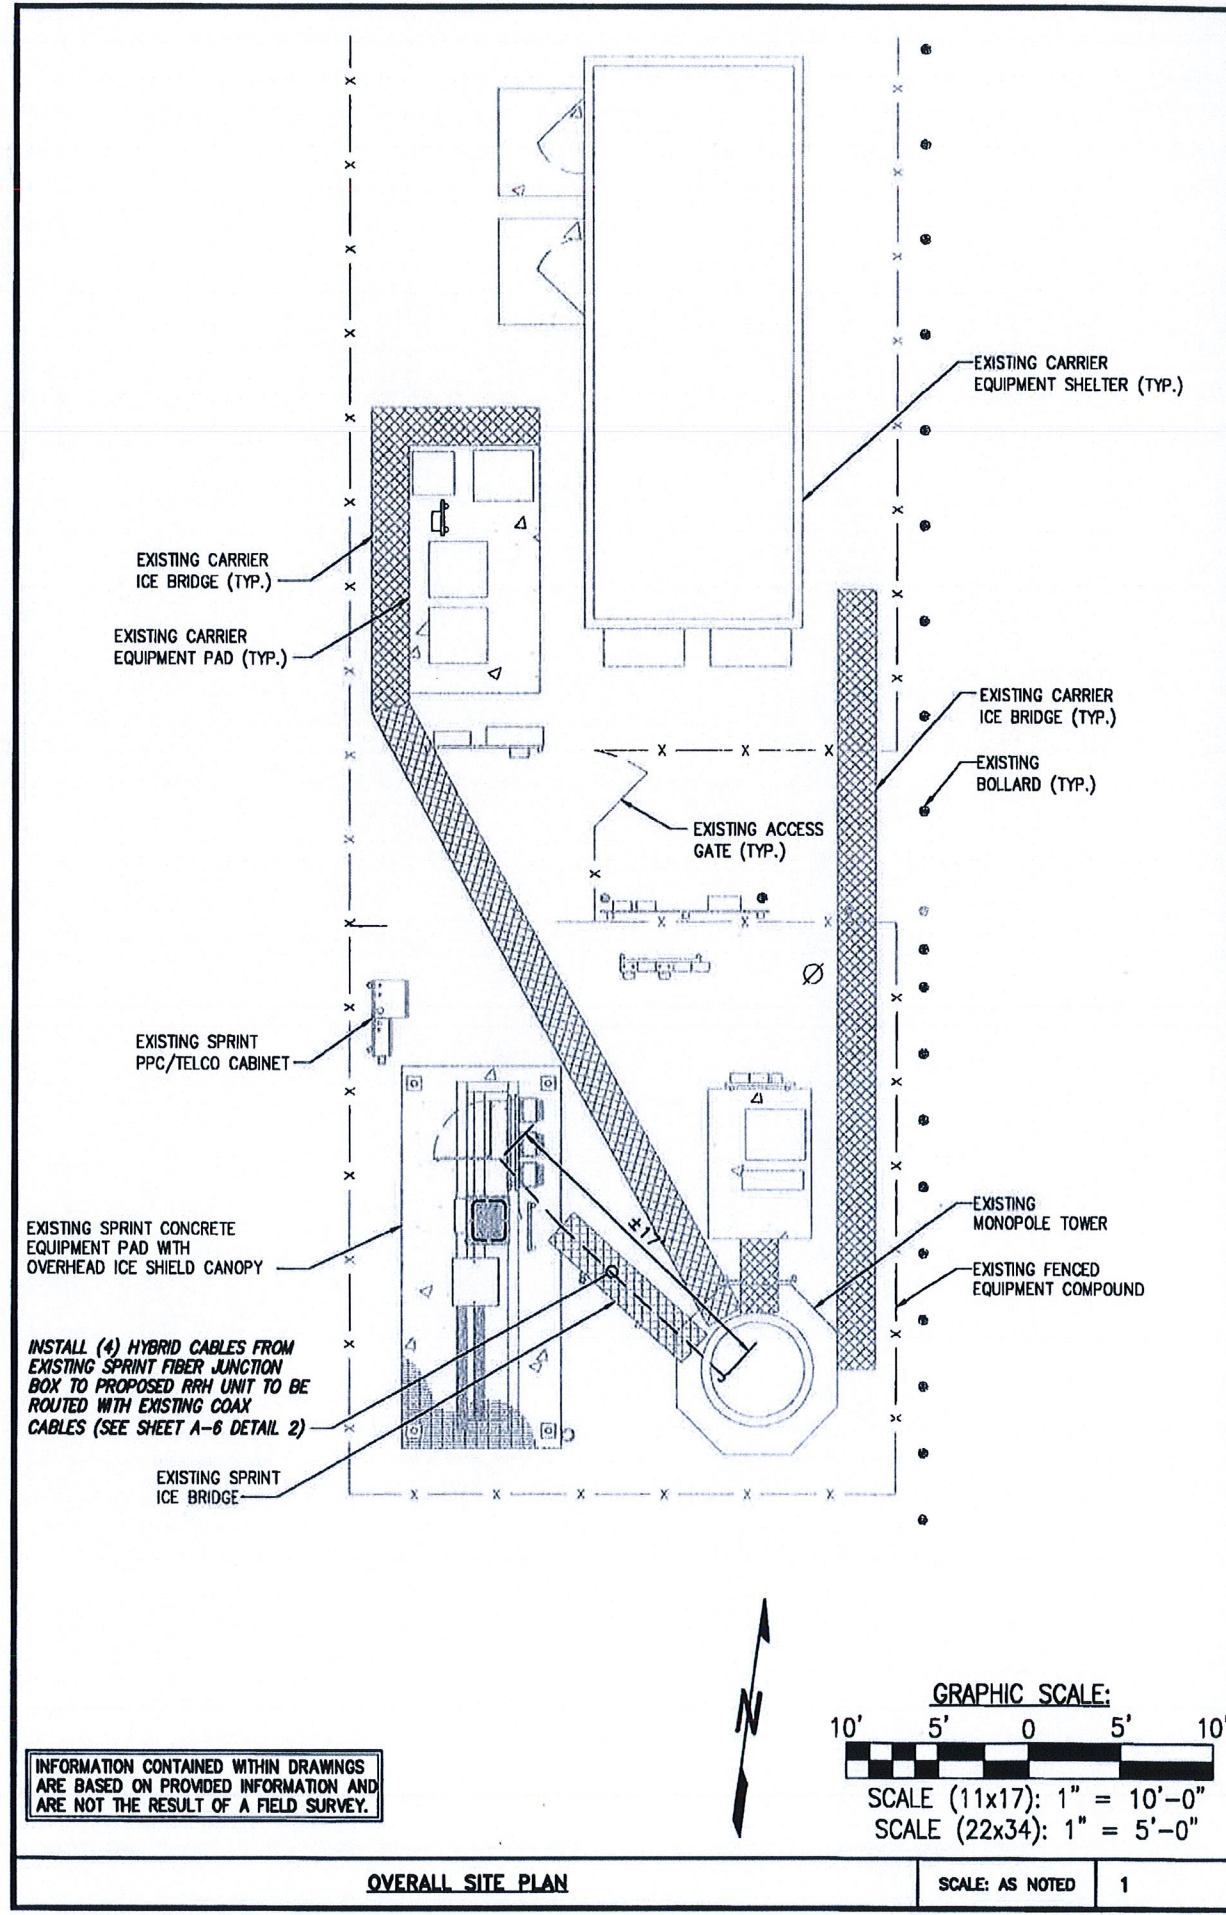 EXISTING CARRIER
EQUIPMENT SHELTER (TYP.)
EXISTING CARRIER
ICE BRIDGE (TYP.)
EXISTING CARRIER
EQUIPMENT PAD (TYP.)
EXISTING CARRIER
ICE BRIDGE (TYP.)
EXISTING
BOLLARD (TYP.)
EXISTING ACCESS
GATE (TYP.)
EXISTING SPRINT
PPC/TELCO CABINET
±17'
EXISTING
MONOPOLE TOWER
EXISTING SPRINT CONCRETE
EQUIPMENT PAD WITH
OVERHEAD ICE SHIELD CANOPY
EXISTING FENCED
EQUIPMENT COMPOUND
INSTALL (4) HYBRID CABLES FROM
EXISTING SPRINT FIBER JUNCTION
BOX TO PROPOSED RRH UNIT TO BE
ROUTED WITH EXISTING COAX
CABLES (SEE SHEET A-6 DETAIL 2)
EXISTING SPRINT
ICE BRIDGE
N
GRAPHIC SCALE:
10' 5' 0 5' 10'
SCALE (11x17): 1" = 10'-0"
SCALE (22x34): 1" = 5'-0"
INFORMATION CONTAINED WITHIN DRAWINGS
ARE BASED ON PROVIDED INFORMATION AND
ARE NOT THE RESULT OF A FIELD SURVEY.
OVERALL SITE PLAN
SCALE: AS NOTED
1